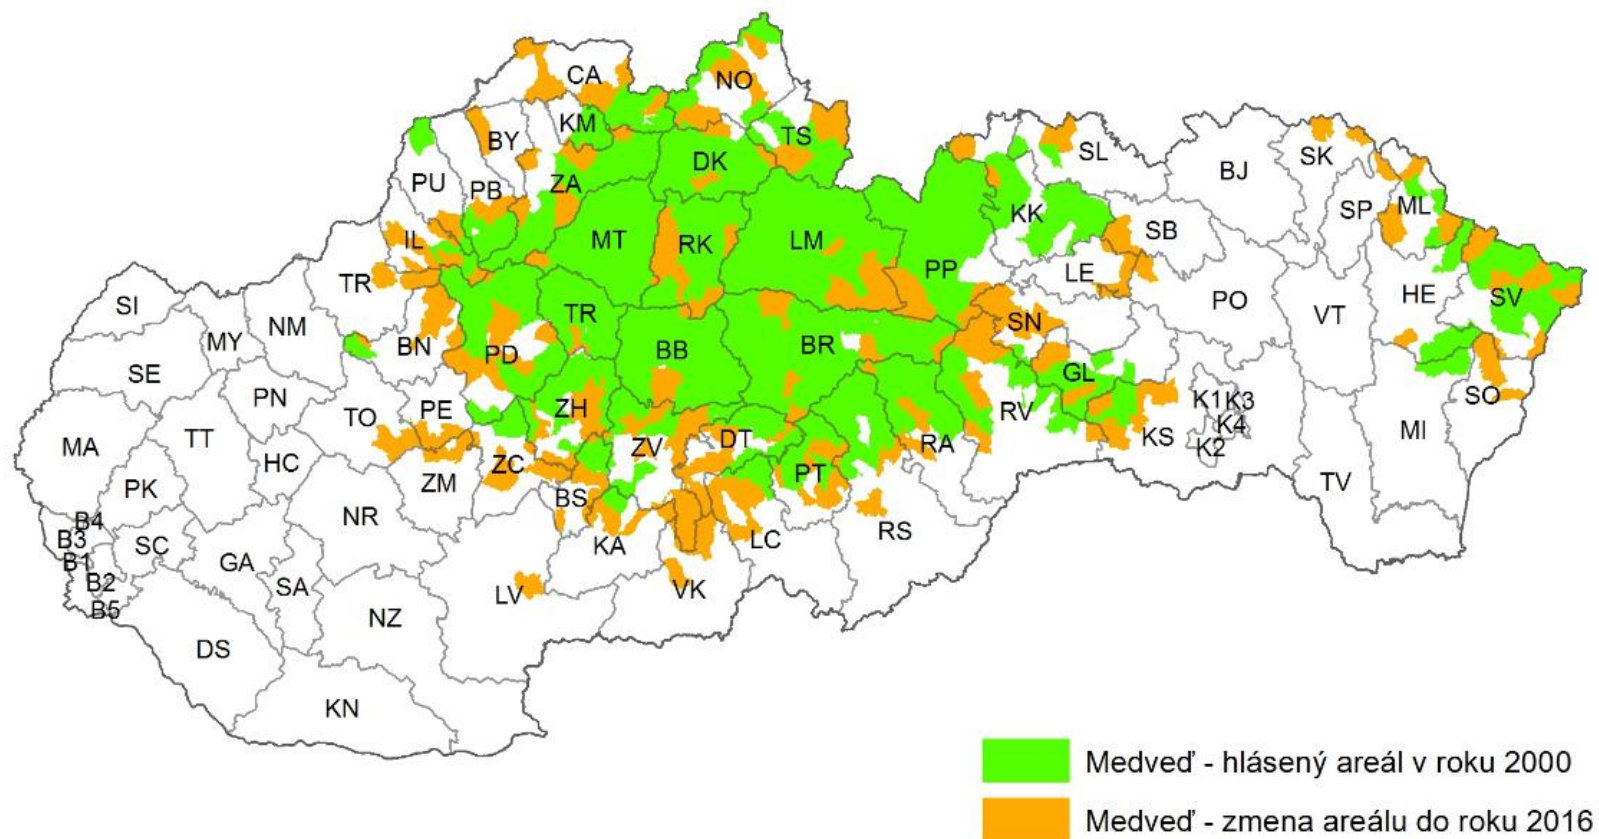 CA
NO
KM
BY
TS
DK
PU
PB
ZA
SL
SK
BJ
KK
SP
ML
IL
MT
RK
LM
SB
PP
LE
TR
SI
NM
MY
TR
SN
PO
VT
HE
SV
BN
PD
BB
BR
SE
GL
PN
TO
PE
ZH
RV
K1
K3
SO
MA
TT
ZV
DT
RA
KS
K4
K2
MI
HC
ZC
PT
PK
ZM
BS
TV
B4
NR
B3
SC
KA
LC
RS
B1
GA
B2
SA
LV
VK
B5
NZ
DS
KN
Medveď - hlásený areál v roku 2000
Medveď - zmena areálu do roku 2016